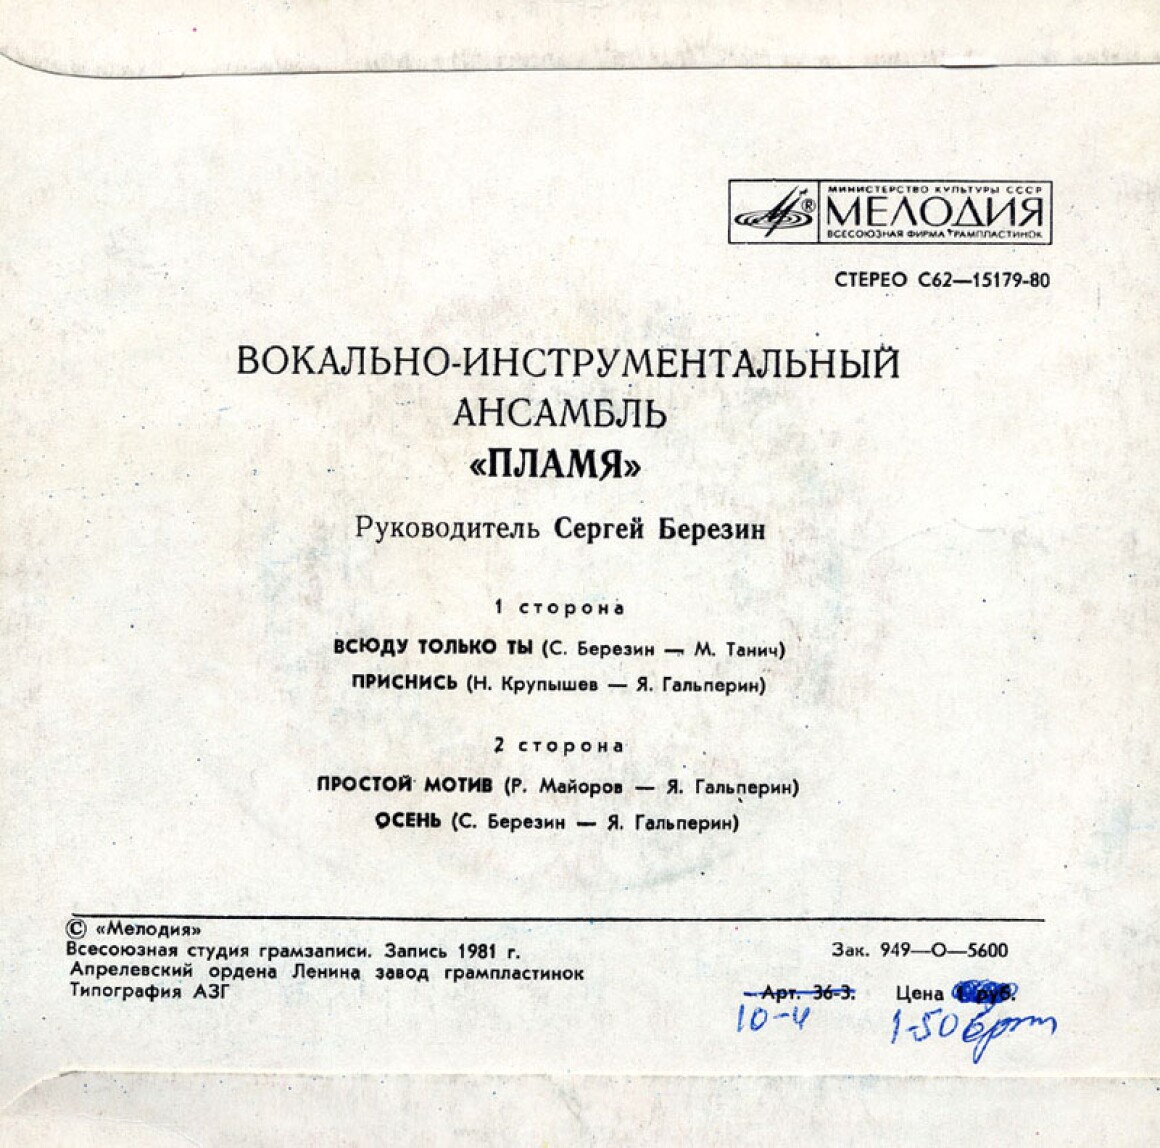 МИНИСТЕРСТВО КУЛЬТУРЫ СССР
® МЕЛОДИЯ
ВСЕСОЮЗНАЯ ФИРМА ГРАМПЛАСТИНОК
СТЕРЕО С62—15179-80
ВОКАЛЬНО-ИНСТРУМЕНТАЛЬНЫЙ
АНСАМБЛЬ
«ПЛАМЯ»
Руководитель Сергей Березин
1 сторона
ВСЮДУ ТОЛЬКО ТЫ (С. Березин — М. Танич)
ПРИСНИСЬ (Н. Крупышев — Я. Гальперин)
2 сторона
ПРОСТОЙ МОТИВ (Р. Майоров — Я. Гальперин)
ОСЕНЬ (С. Березин — Я. Гальперин)
© «Мелодия»
Всесоюзная студия грамзаписи. Запись 1981 г.
Апрелевский ордена Ленина завод грампластинок
Типография АЗГ
Зак. 949—О—5600
Арт. 36-3. Цена 1 руб.
10-4 1-50